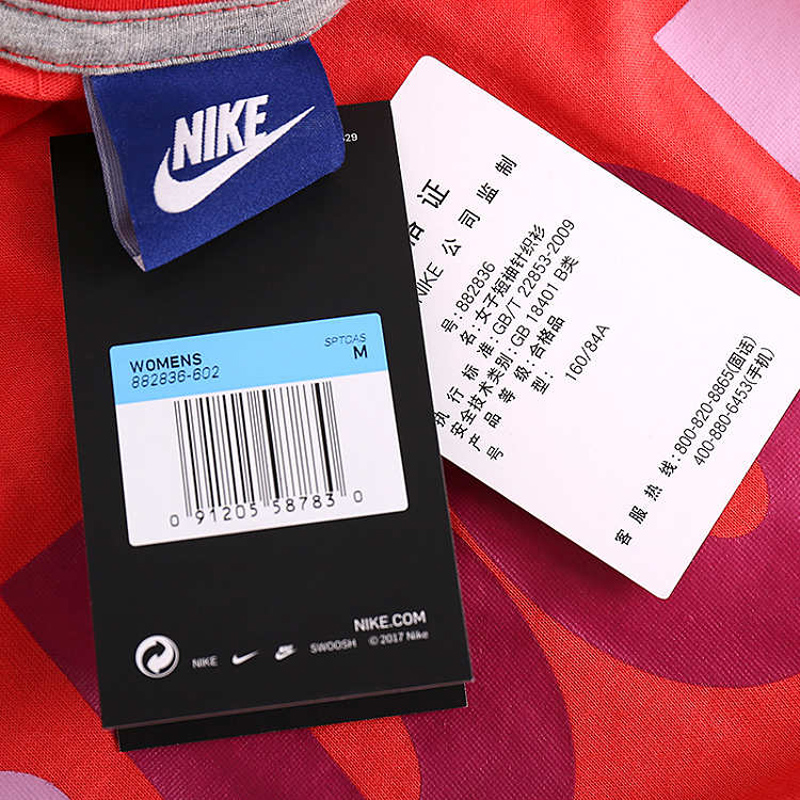 NIKE
529
WOMENS
882836-602
SPTCAS
M
0 91205 58783 0
NIKE.COM
NIKE SWOOSH © 2017 Nike
格 证
NIKE 公 司 监 制
号:882836
名:女子短袖针织衫
执 行 标 准:GB/T 22853-2009
安全技术类别:GB 18401 B类
产 品 等 级:合格品
号 型: 160/84A
客 服 热 线:800-820-8865(固话)
400-880-6453(手机)